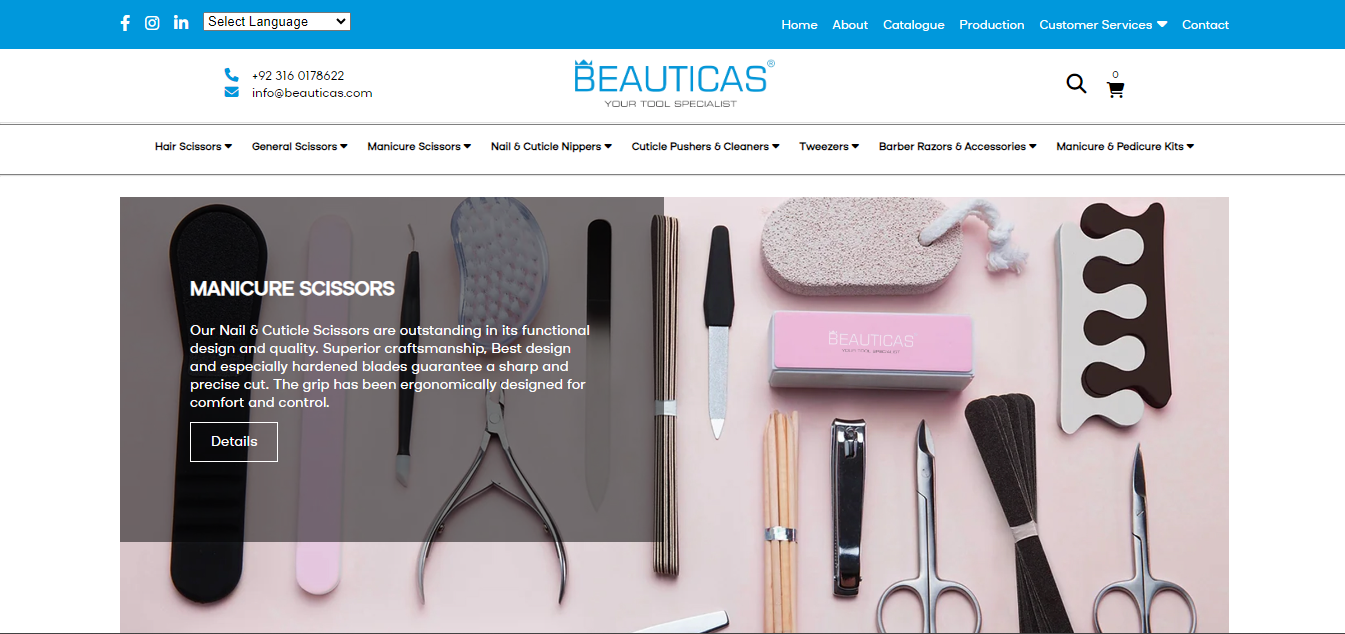 Select Language
Home About Catalogue Production Customer Services Contact
+92 316 0178622
info@beauticas.com
BEAUTICAS®
YOUR TOOL SPECIALIST
0
Hair Scissors General Scissors Manicure Scissors Nail & Cuticle Nippers Cuticle Pushers & Cleaners Tweezers Barber Razors & Accessories Manicure & Pedicure Kits
MANICURE SCISSORS
Our Nail & Cuticle Scissors are outstanding in its functional
design and quality. Superior craftsmanship, Best design
and especially hardened blades guarantee a sharp and
precise cut. The grip has been ergonomically designed for
comfort and control.
Details
BEAUTICAS
YOUR TOOL SPECIALIST